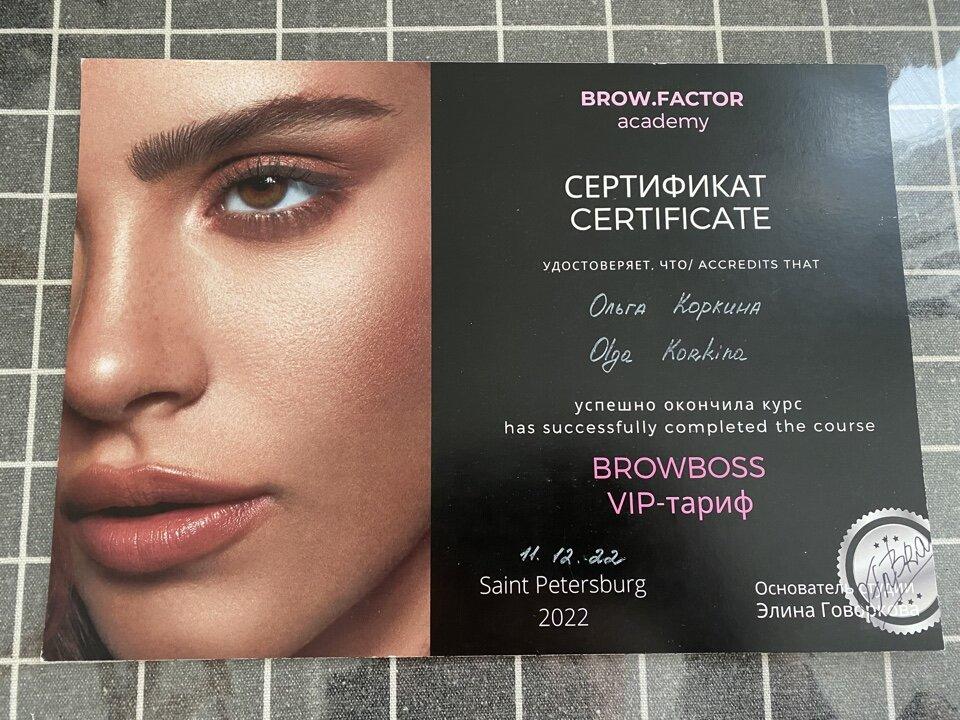 BROW.FACTOR
academy
СЕРТИФИКАТ
CERTIFICATE
УДОСТОВЕРЯЕТ, ЧТО/ ACCREDITS THAT
Ольга Коркина
Olga Korkina
успешно окончила курс
has successfully completed the course
BROWBOSS
VIP-тариф
11.12.22
Saint Petersburg
2022
Основатель студии
Элина Говоркова